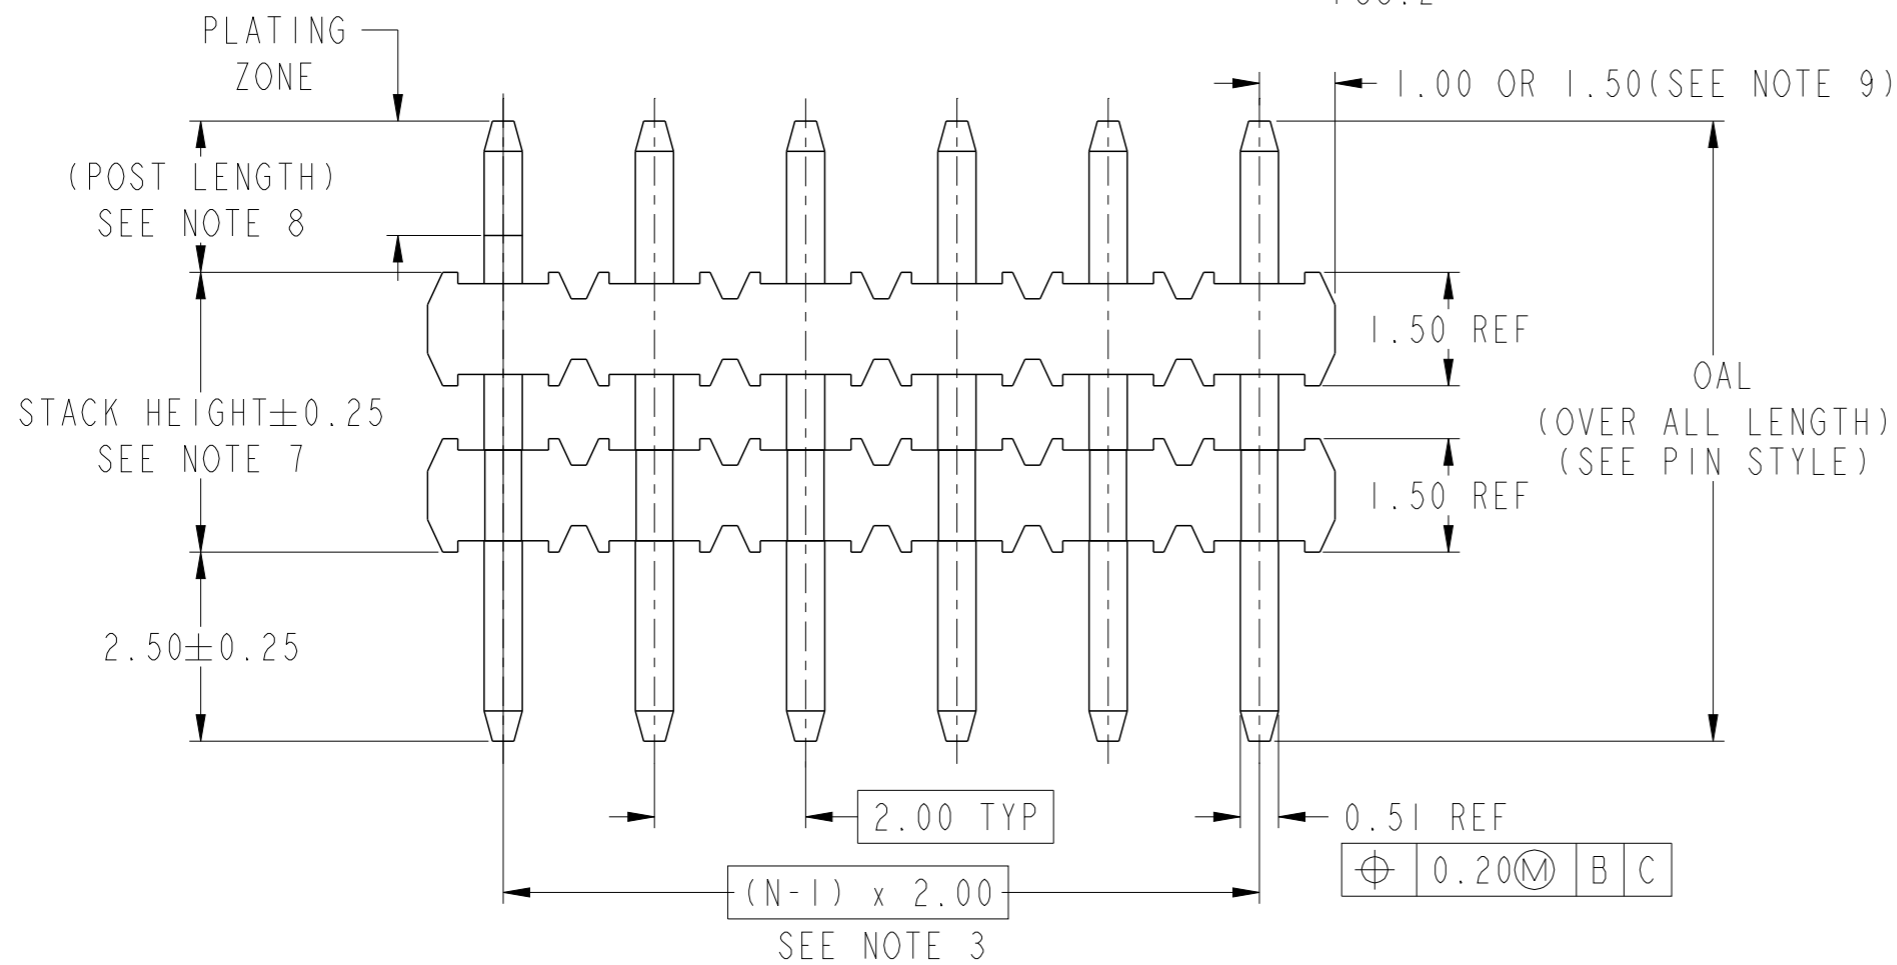 PLATING
ZONE
1.00 OR 1.50(SEE NOTE 9)
(POST LENGTH)
SEE NOTE 8
1.50 REF
OAL
(OVER ALL LENGTH)
(SEE PIN STYLE)
STACK HEIGHT±0.25
SEE NOTE 7
1.50 REF
2.50±0.25
2.00 TYP
0.51 REF
⌖ 0.20Ⓜ B C
(N-1) x 2.00
SEE NOTE 3